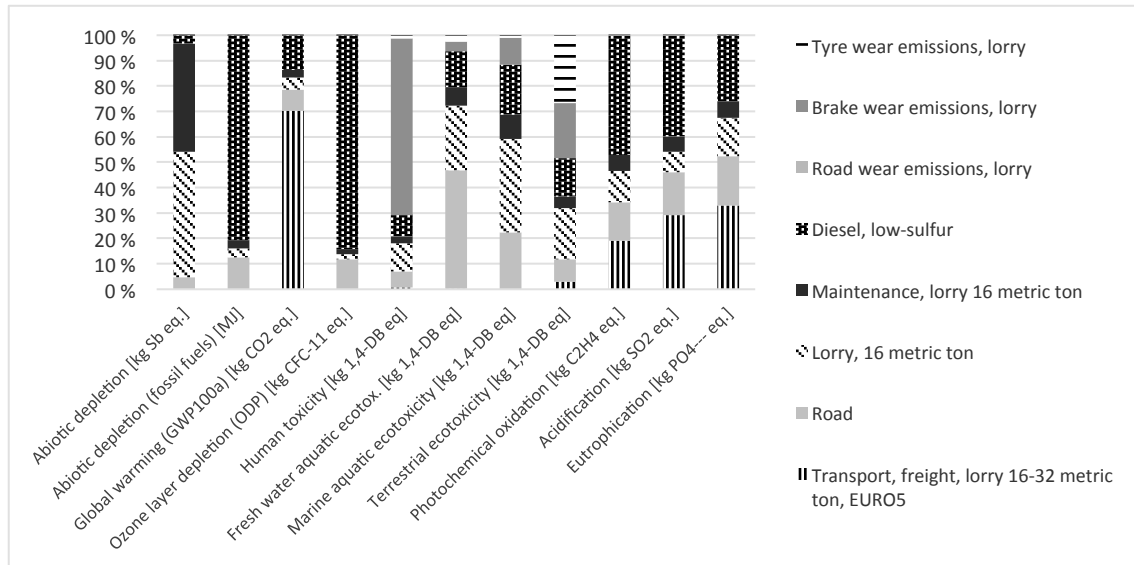 100 %
90 %
80 %
70 %
60 %
50 %
40 %
30 %
20 %
10 %
0 %
Abiotic depletion [kg Sb eq.]
Abiotic depletion (fossil fuels) [MJ]
Global warming (GWP100a) [kg CO2 eq.]
Ozone layer depletion (ODP) [kg CFC-11 eq.]
Human toxicity [kg 1,4-DB eq]
Fresh water aquatic ecotox. [kg 1,4-DB eq]
Marine aquatic ecotoxicity [kg 1,4-DB eq]
Terrestrial ecotoxicity [kg 1,4-DB eq]
Photochemical oxidation [kg C2H4 eq.]
Acidification [kg SO2 eq.]
Eutrophication [kg PO4--- eq.]
Tyre wear emissions, lorry
Brake wear emissions, lorry
Road wear emissions, lorry
Diesel, low-sulfur
Maintenance, lorry 16 metric ton
Lorry, 16 metric ton
Road
Transport, freight, lorry 16-32 metric
ton, EURO5